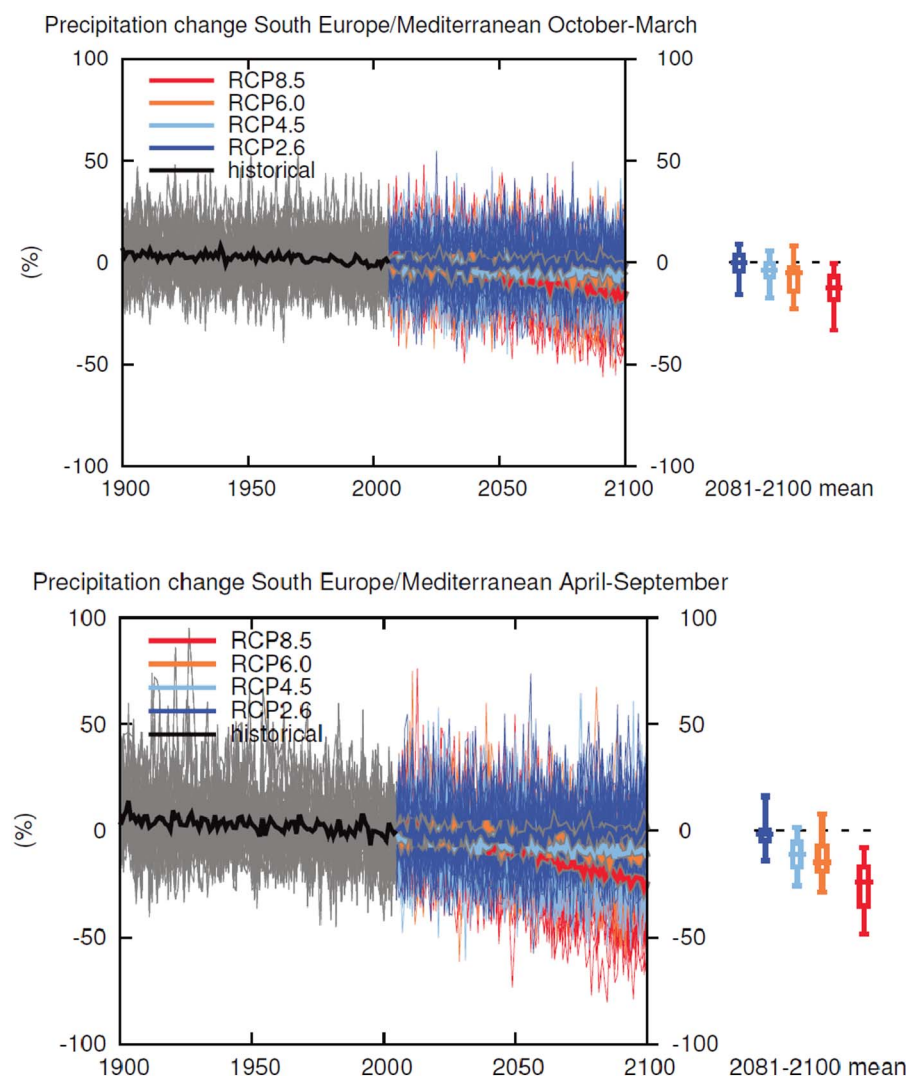 Precipitation change South Europe/Mediterranean October-March
100
50
0
-50
-100
(%)
RCP8.5
RCP6.0
RCP4.5
RCP2.6
historical
1900
1950
2000
2050
2100
100
50
0
-50
-100
2081-2100 mean
Precipitation change South Europe/Mediterranean April-September
100
50
0
-50
-100
(%)
RCP8.5
RCP6.0
RCP4.5
RCP2.6
historical
1900
1950
2000
2050
2100
100
50
0
-50
-100
2081-2100 mean